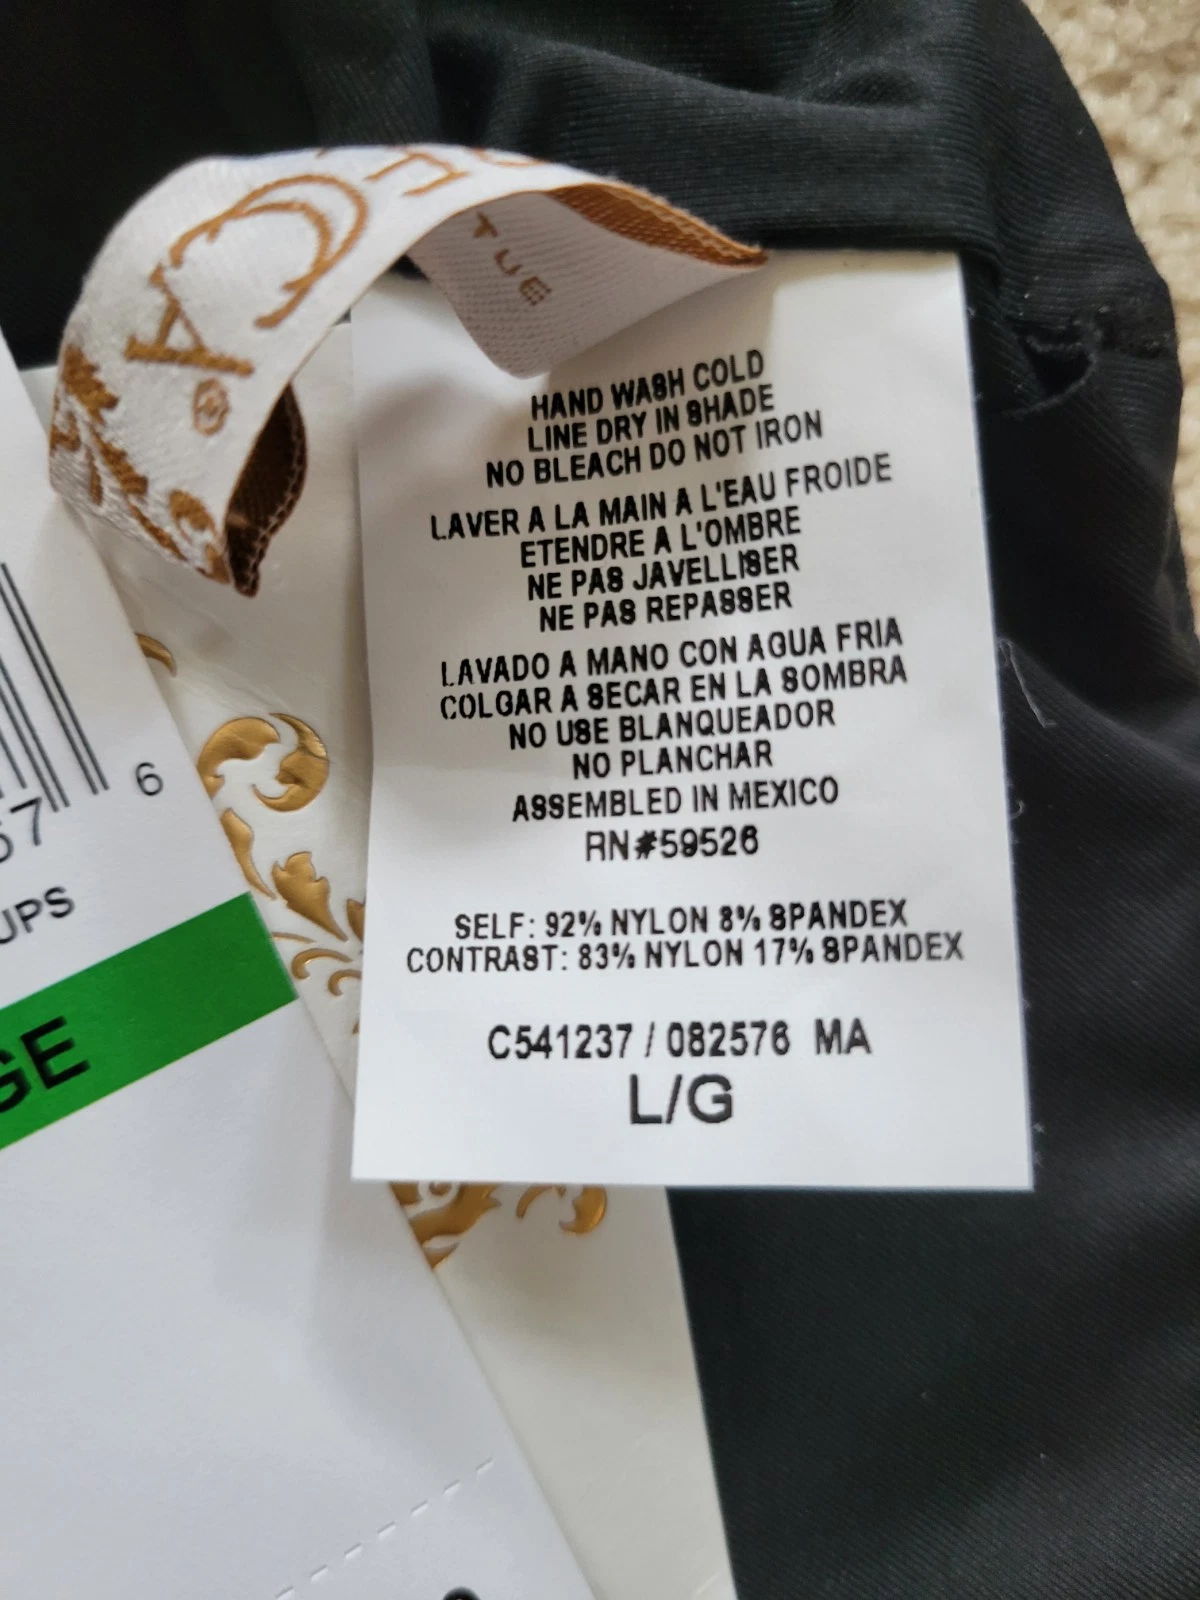 CA®
TUE
HAND WASH COLD
LINE DRY IN SHADE
NO BLEACH DO NOT IRON
LAVER A LA MAIN A L'EAU FROIDE
ETENDRE A L'OMBRE
NE PAS JAVELLISER
NE PAS REPASSER
LAVADO A MANO CON AGUA FRIA
COLGAR A SECAR EN LA SOMBRA
NO USE BLANQUEADOR
NO PLANCHAR
ASSEMBLED IN MEXICO
RN#59526
SELF: 92% NYLON 8% SPANDEX
CONTRAST: 83% NYLON 17% SPANDEX
C541237 / 082576 MA
L/G
7 6
UPS
GE